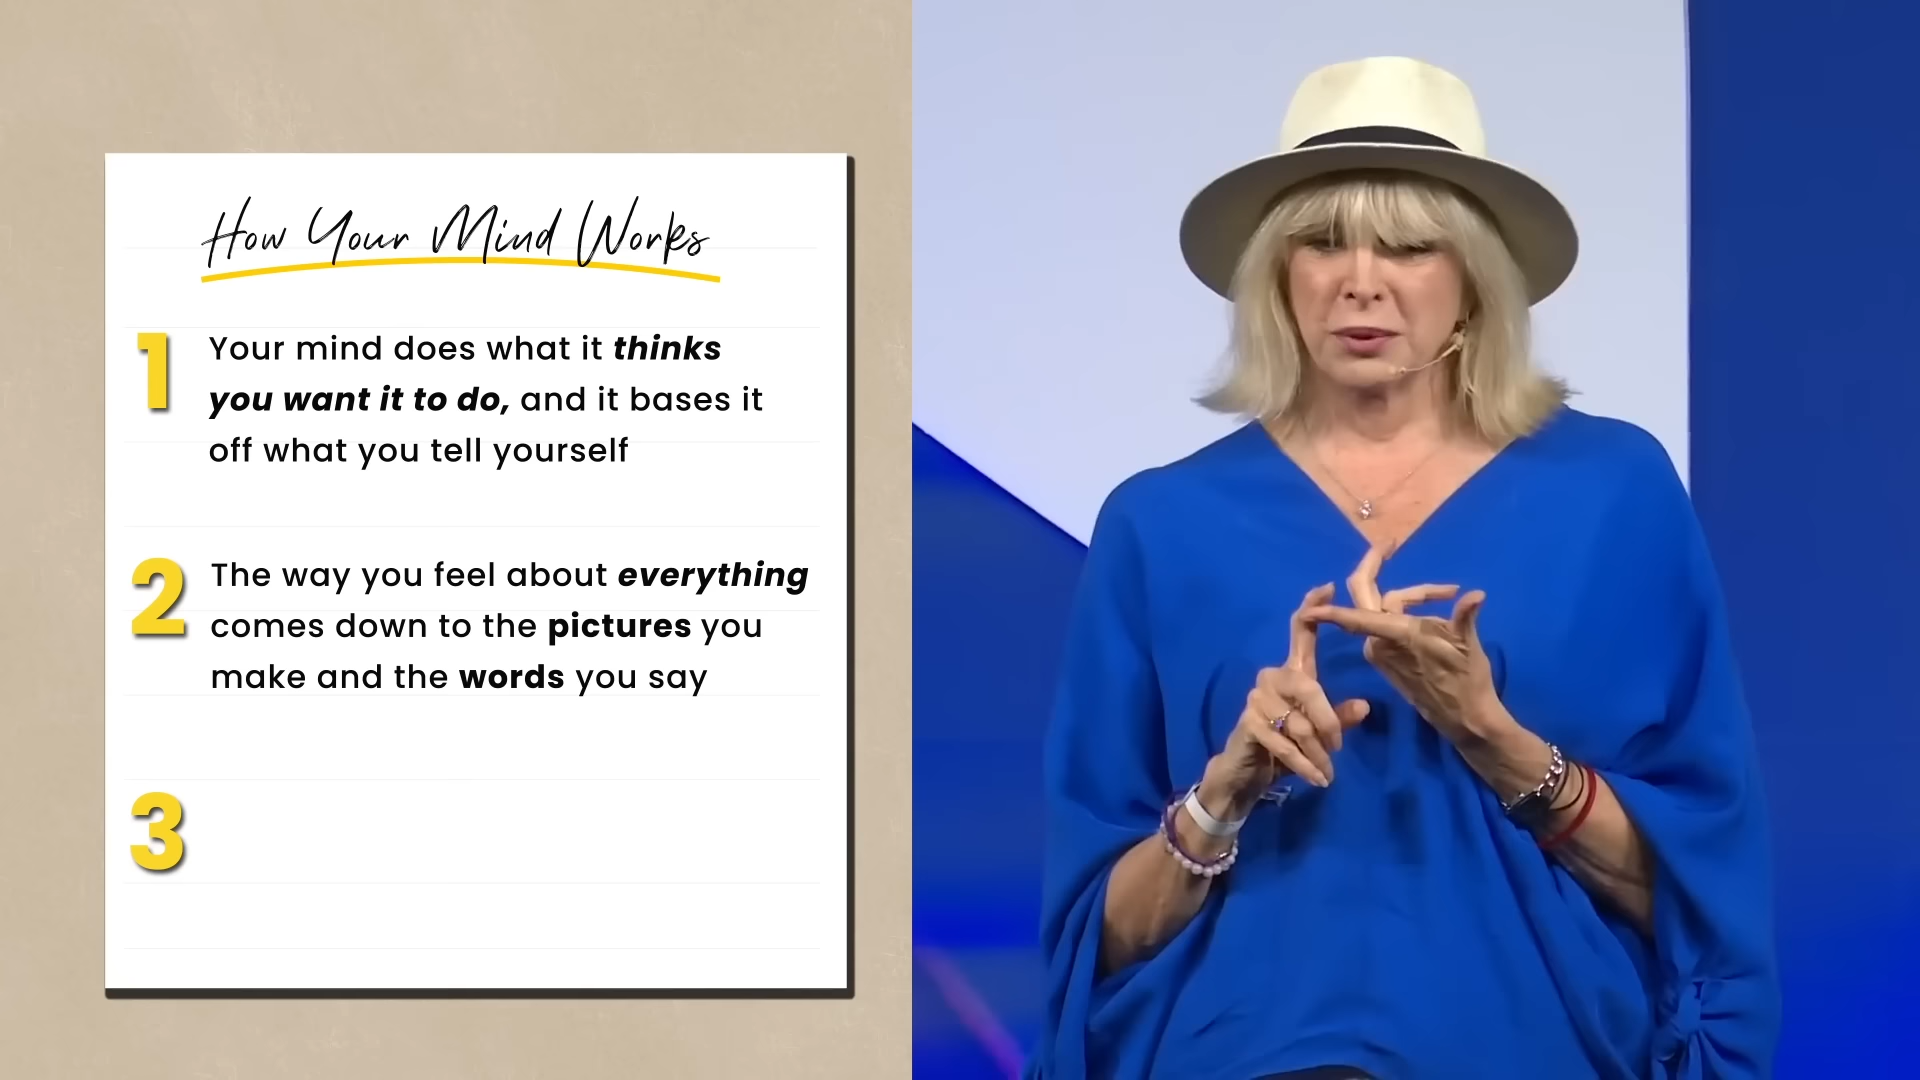 How Your Mind Works
1
Your mind does what it thinks
you want it to do, and it bases it
off what you tell yourself
2
The way you feel about everything
comes down to the pictures you
make and the words you say
3